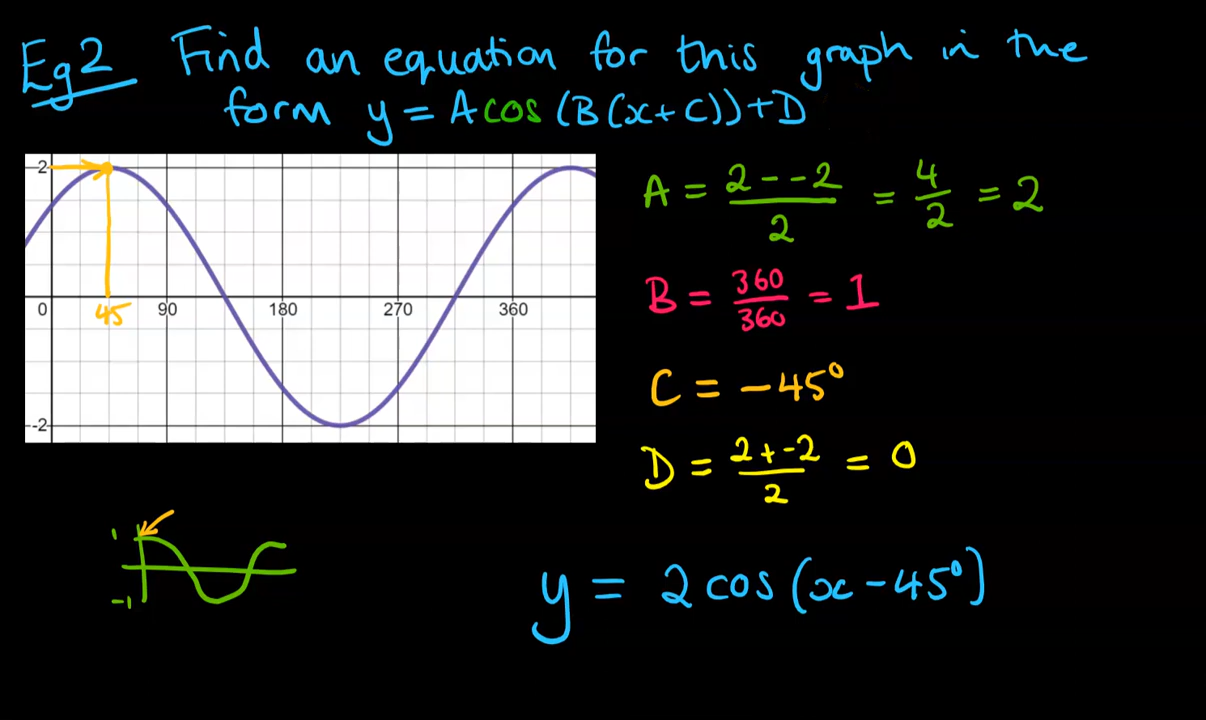 Eg2 Find an equation for this graph in the
form y = A cos (B(x+C))+D
2
0 45 90 180 270 360
-2
A = 2--2/2 = 4/2 = 2
B = 360/360 = 1
C = -45°
D = 2+-2/2 = 0
1
-1
y = 2 cos (x-45°)